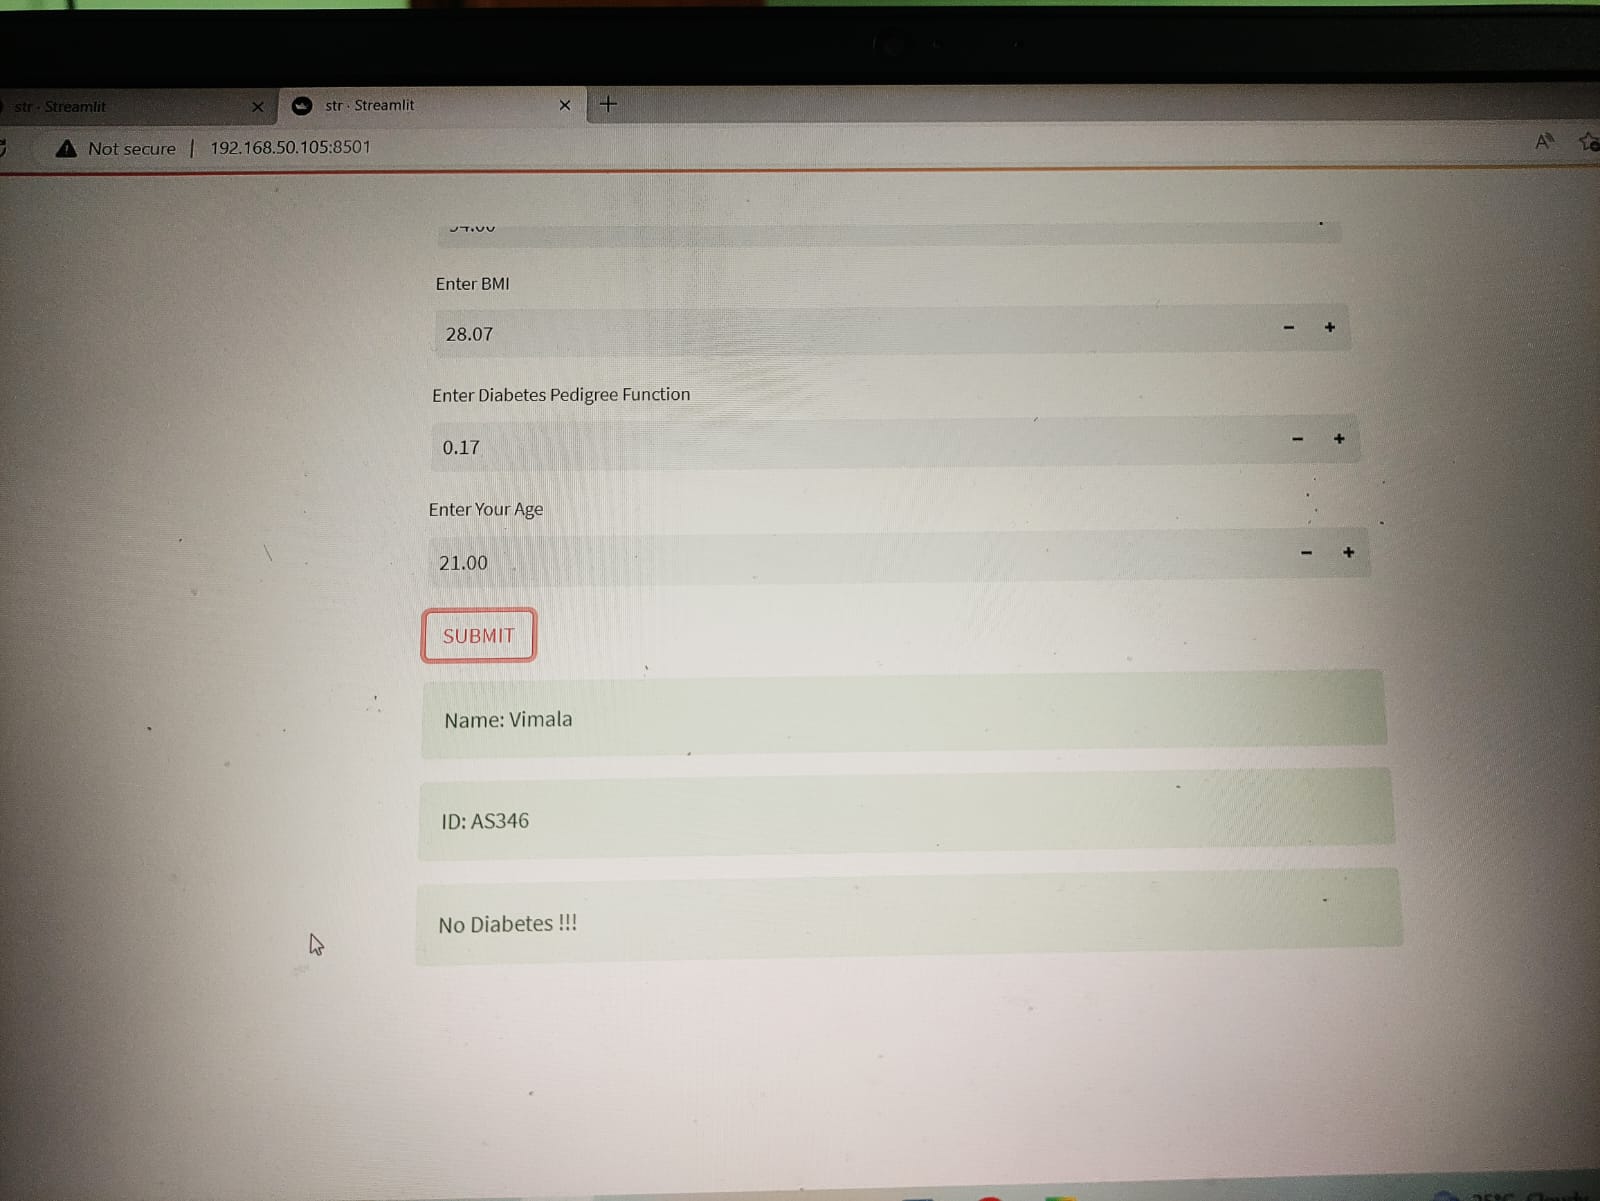 str · Streamlit
str · Streamlit
Not secure | 192.168.50.105:8501
Enter BMI
28.07
Enter Diabetes Pedigree Function
0.17
Enter Your Age
21.00
SUBMIT
Name: Vimala
ID: AS346
No Diabetes !!!